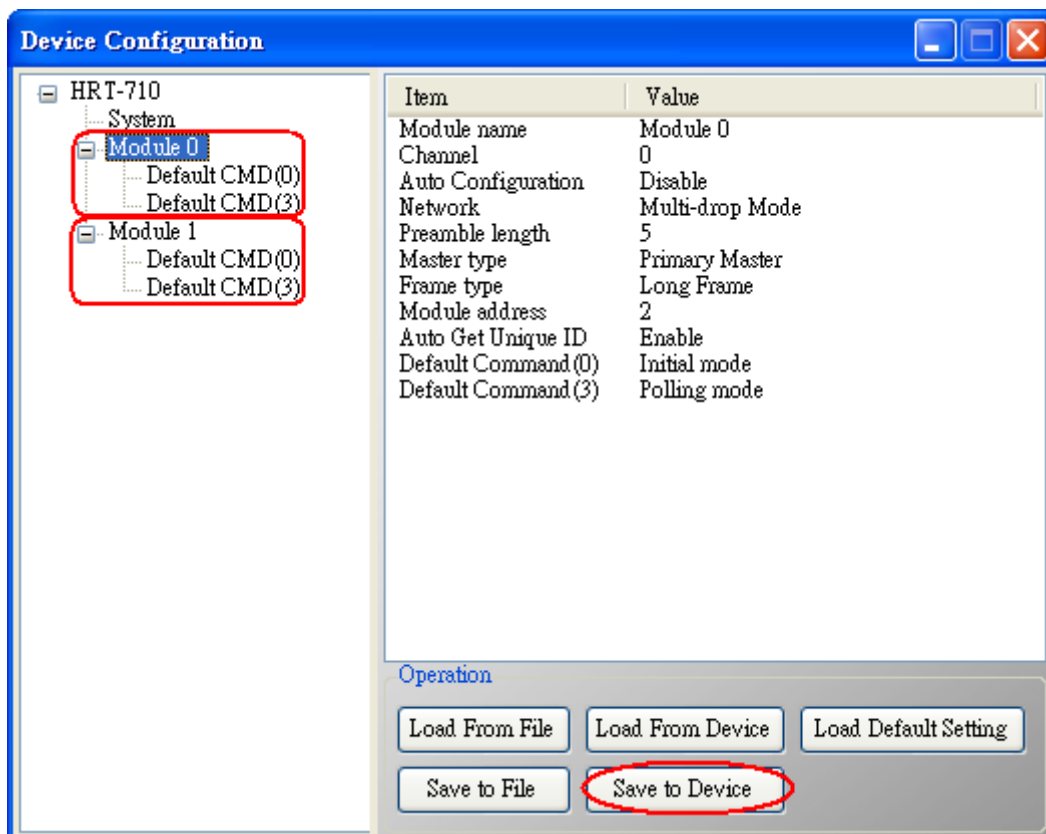 Device Configuration
HRT-710
System
Module 0
Default CMD(0)
Default CMD(3)
Module 1
Default CMD(0)
Default CMD(3)
Item Value
Module name Module 0
Channel 0
Auto Configuration Disable
Network Multi-drop Mode
Preamble length 5
Master type Primary Master
Frame type Long Frame
Module address 2
Auto Get Unique ID Enable
Default Command(0) Initial mode
Default Command(3) Polling mode
Operation
Load From File Load From Device Load Default Setting
Save to File Save to Device